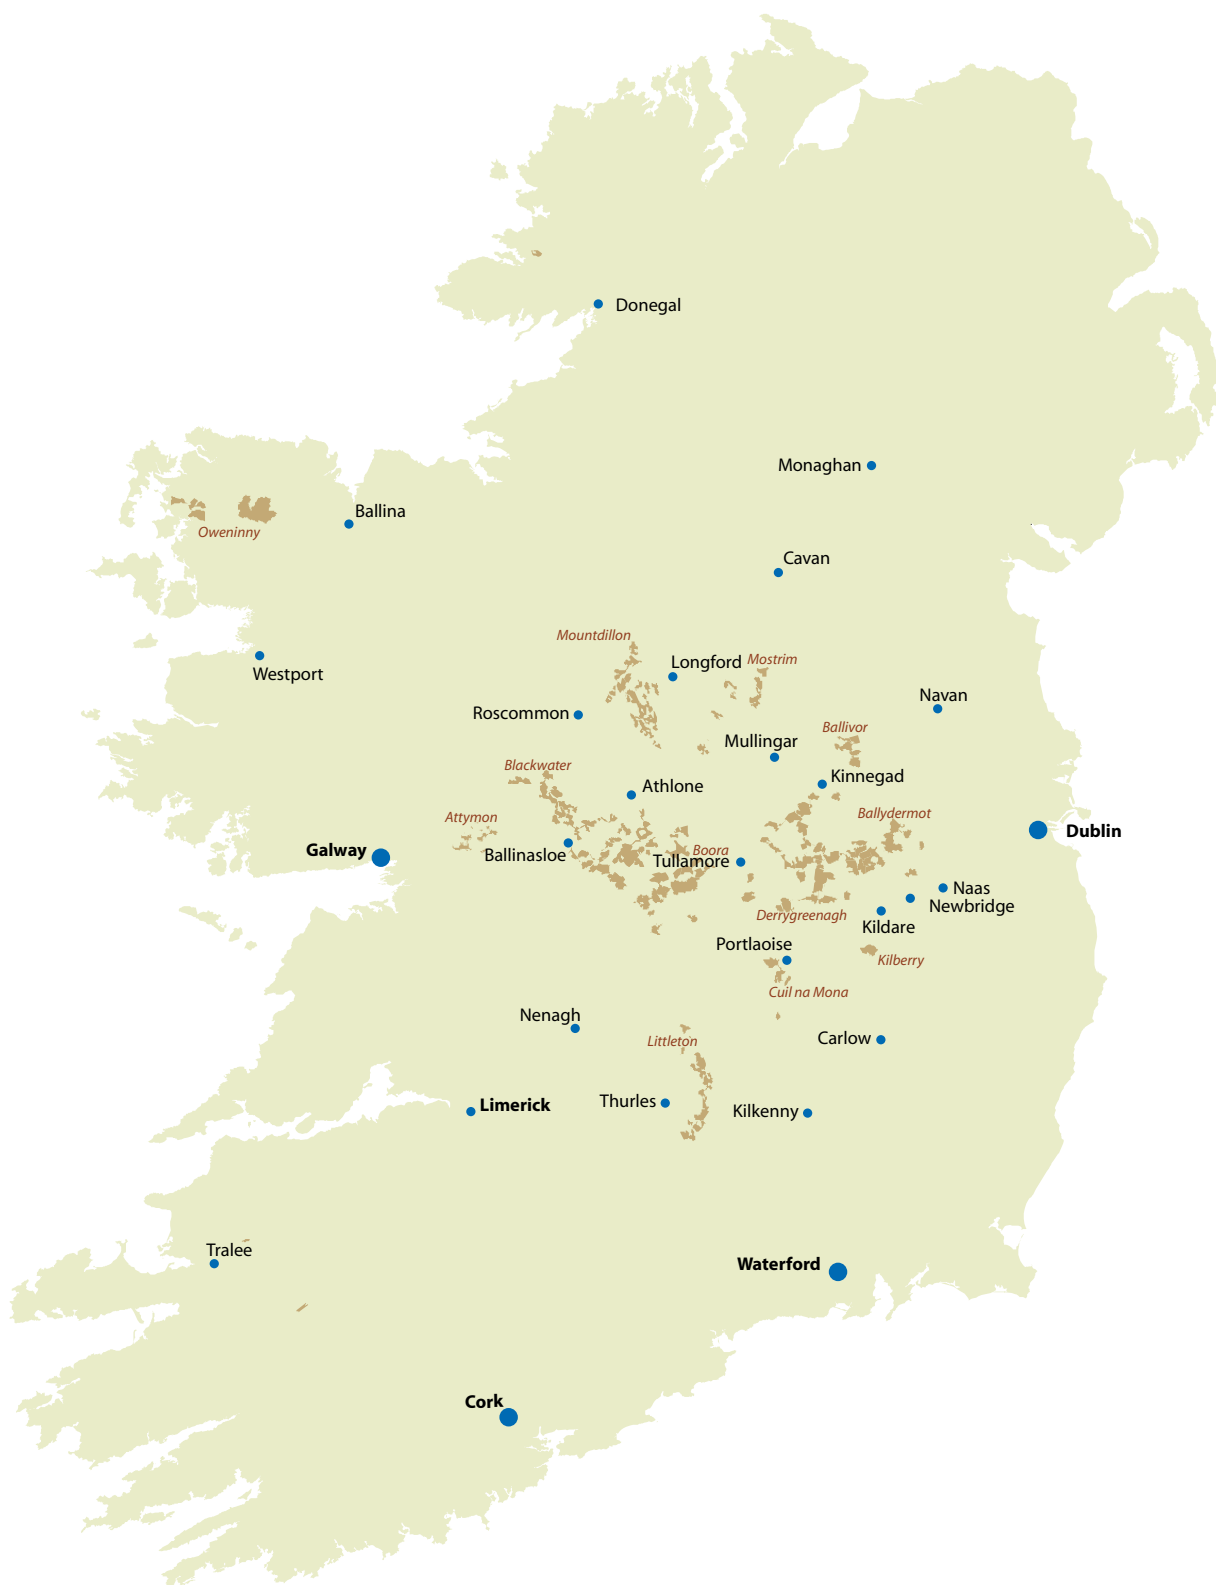 Donegal
Monaghan
Ballina
Oweninny
Cavan
Mountdillon
Longford
Mostrim
Westport
Navan
Roscommon
Ballivor
Mullingar
Blackwater
Kinnegad
Athlone
Attymon
Ballydermot
Dublin
Galway
Boora
Ballinasloe
Tullamore
Naas
Newbridge
Derrygreenagh
Kildare
Portlaoise
Kilberry
Cuil na Mona
Nenagh
Littleton
Carlow
Limerick
Thurles
Kilkenny
Tralee
Waterford
Cork